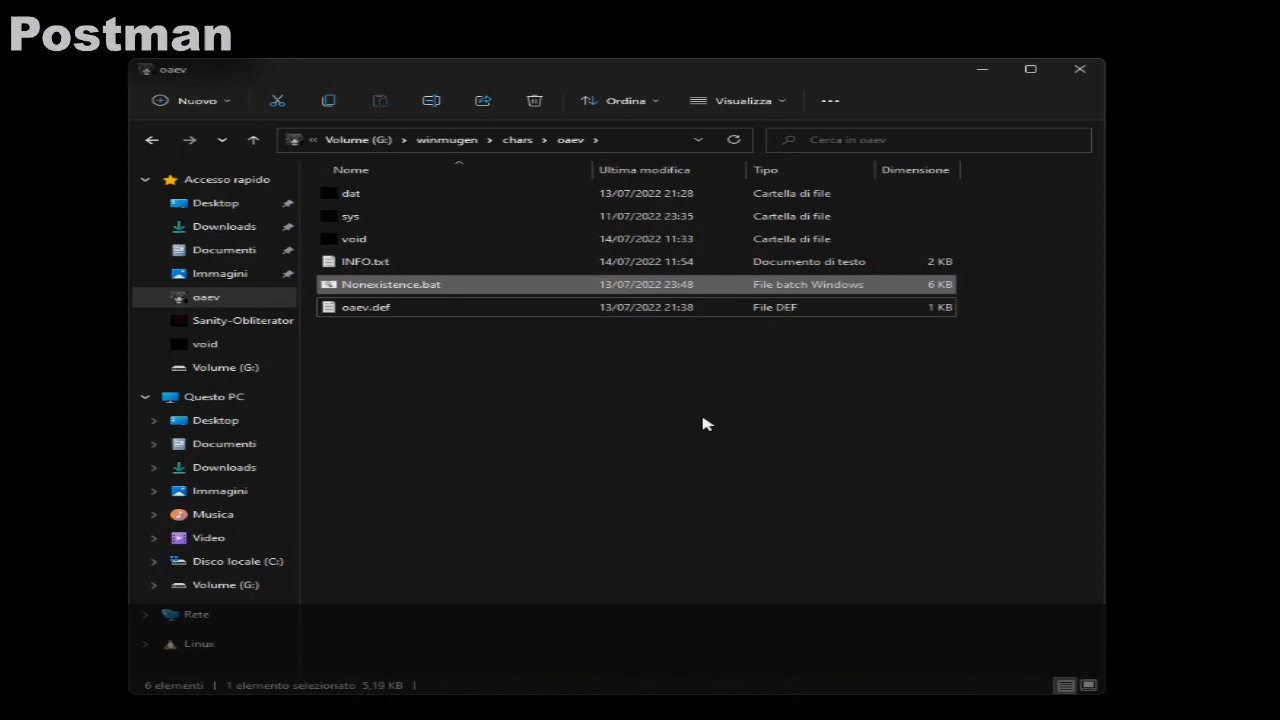 Postman
oaev
Nuovo
Ordina
Visualizza
« Volume (G:) > winmugen > chars > oaev >
Cerca in oaev
Nome Ultima modifica Tipo Dimensione
dat 13/07/2022 21:28 Cartella di file
sys 11/07/2022 23:35 Cartella di file
void 14/07/2022 11:33 Cartella di file
INFO.txt 14/07/2022 11:54 Documento di testo 2 KB
Nonexistence.bat 13/07/2022 23:48 File batch Windows 6 KB
oaev.def 13/07/2022 21:38 File DEF 1 KB
Accesso rapido
Desktop
Downloads
Documenti
Immagini
oaev
Sanity-Obliterator
void
Volume (G:)
Questo PC
Desktop
Documenti
Downloads
Immagini
Musica
Video
Disco locale (C:)
Volume (G:)
Rete
Linux
6 elementi | 1 elemento selezionato 5,19 KB |